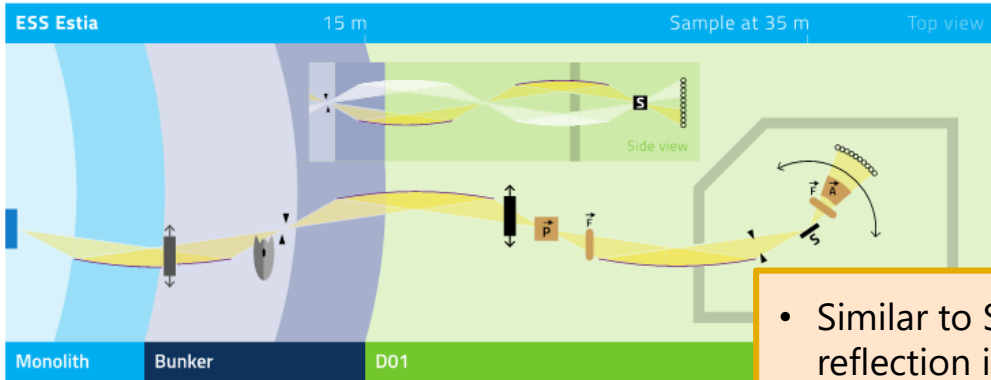 ESS Estia 15 m Sample at 35 m Top view
S
Side view
F A
P F
S
Monolith Bunker D01
• Similar to
reflection i